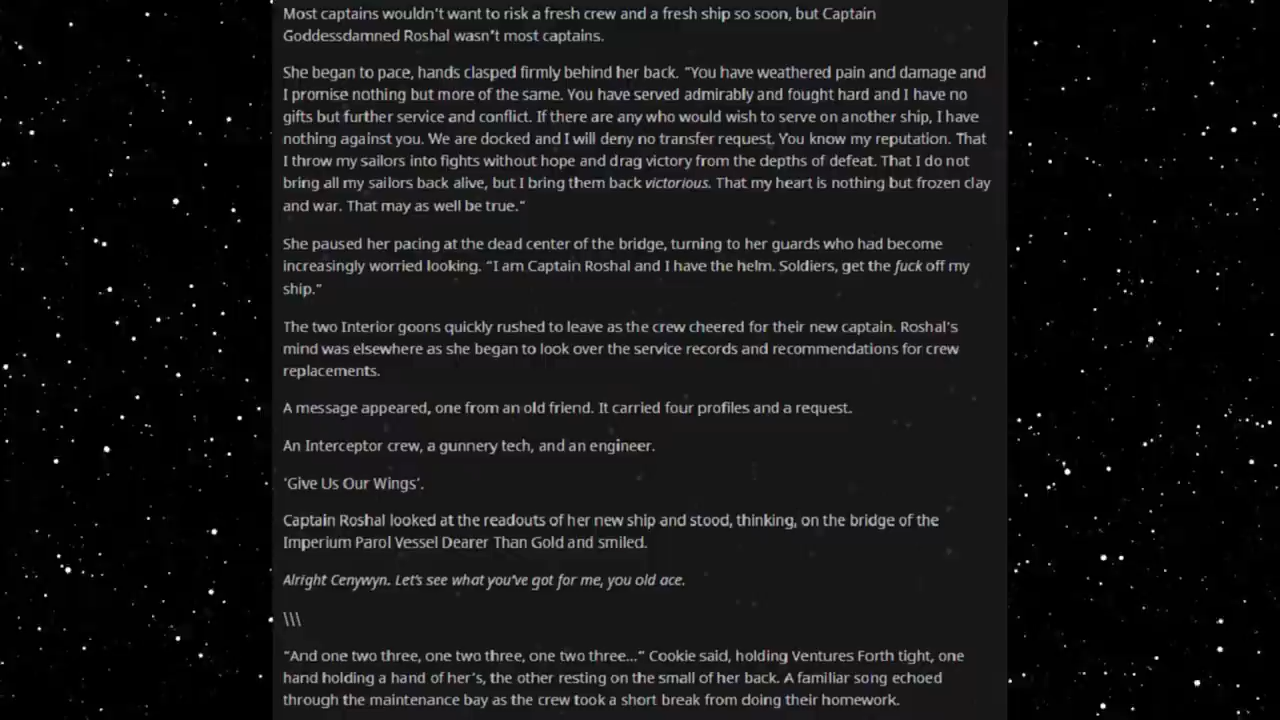 Most captains wouldn't want to risk a fresh crew and a fresh ship so soon, but Captain
Goddessdamned Roshal wasn't most captains.
She began to pace, hands clasped firmly behind her back. "You have weathered pain and damage and
I promise nothing but more of the same. You have served admirably and fought hard and I have no
gifts but further service and conflict. If there are any who would wish to serve on another ship, I have
nothing against you. We are docked and I will deny no transfer request. You know my reputation. That
I throw my sailors into fights without hope and drag victory from the depths of defeat. That I do not
bring all my sailors back alive, but I bring them back victorious. That my heart is nothing but frozen clay
and war. That may as well be true."
She paused her pacing at the dead center of the bridge, turning to her guards who had become
increasingly worried looking. "I am Captain Roshal and I have the helm. Soldiers, get the fuck off my
ship."
The two Interior goons quickly rushed to leave as the crew cheered for their new captain. Roshal's
mind was elsewhere as she began to look over the service records and recommendations for crew
replacements.
A message appeared, one from an old friend. It carried four profiles and a request.
An Interceptor crew, a gunnery tech, and an engineer.
'Give Us Our Wings'.
Captain Roshal looked at the readouts of her new ship and stood, thinking, on the bridge of the
Imperium Parol Vessel Dearer Than Gold and smiled.
Alright Cenywyn. Let's see what you've got for me, you old ace.
\\\
"And one two three, one two three, one two three..." Cookie said, holding Ventures Forth tight, one
hand holding a hand of her's, the other resting on the small of her back. A familiar song echoed
through the maintenance bay as the crew took a short break from doing their homework.